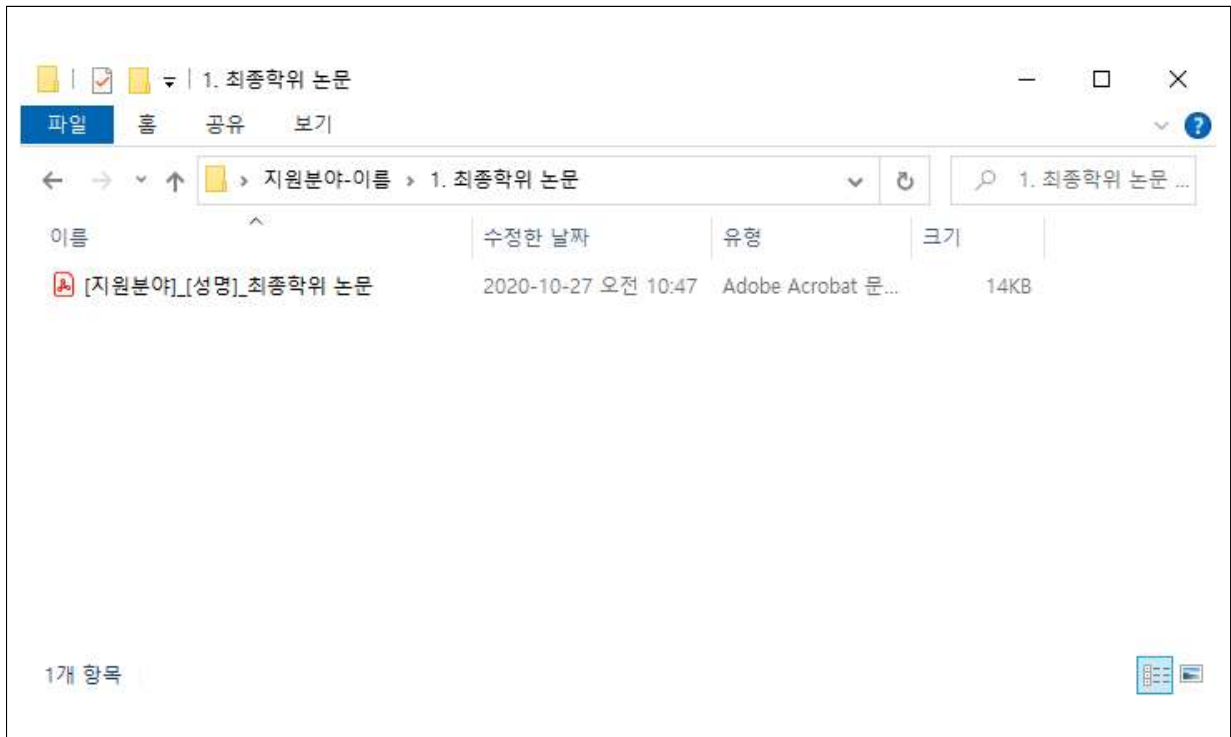 1. 최종학위 논문
파일 홈 공유 보기
지원분야-이름 › 1. 최종학위 논문 1. 최종학위 논문 ...
이름 수정한 날짜 유형 크기
[지원분야]_[성명]_최종학위 논문 2020-10-27 오전 10:47 Adobe Acrobat 문... 14KB
1개 항목